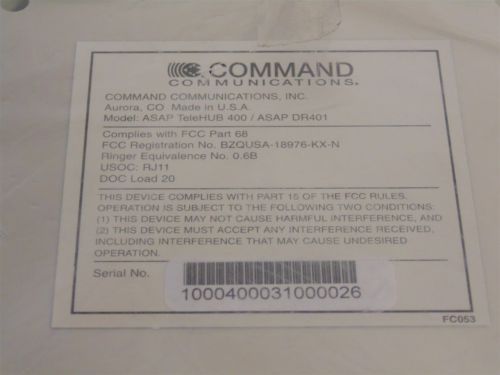 COMMAND
COMMUNICATIONS®
COMMAND COMMUNICATIONS, INC.
Aurora, CO. Made in U.S.A.
Model: ASAP TeleHUB 400 / ASAP DR401
Complies with FCC Part 68
FCC Registration No. BZQUSA-18976-KX-N
Ringer Equivalence No. 0.6B
USOC: RJ11
DOC Load 20
THIS DEVICE COMPLIES WITH PART 15 OF THE FCC RULES.
OPERATION IS SUBJECT TO THE FOLLOWING TWO CONDITIONS:
(1) THIS DEVICE MAY NOT CAUSE HARMFUL INTERFERENCE, AND
(2) THIS DEVICE MUST ACCEPT ANY INTERFERENCE RECEIVED,
INCLUDING INTERFERENCE THAT MAY CAUSE UNDESIRED
OPERATION.
Serial No.
1000400031000026
FC053